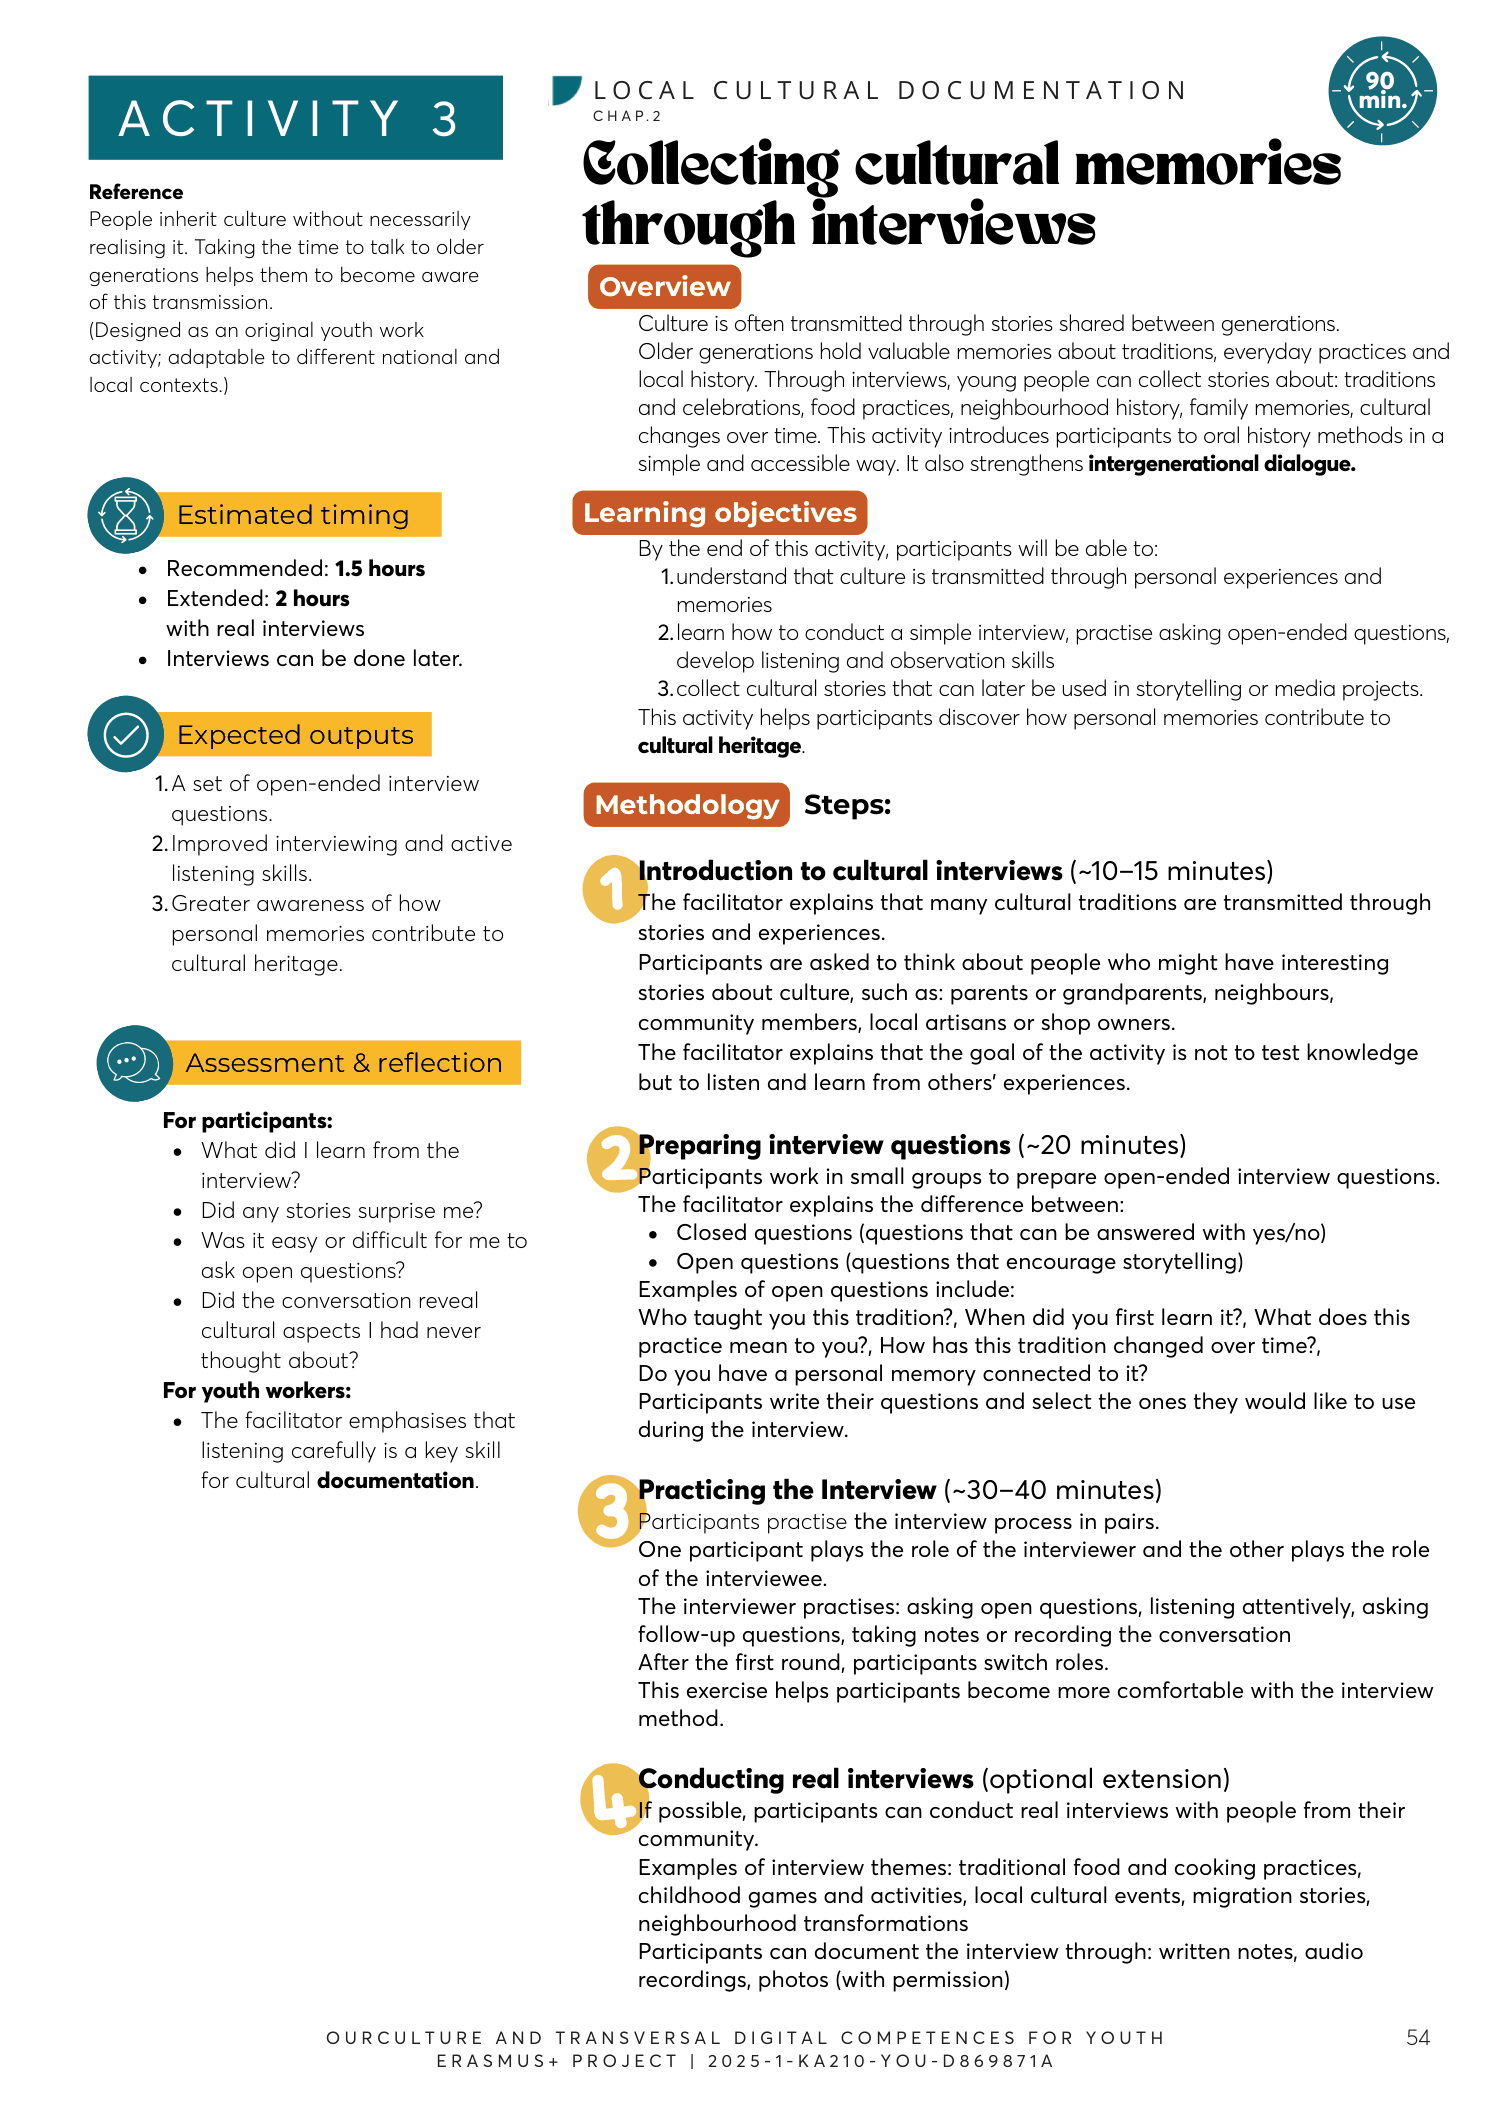 ACTIVITY 3
Reference
People inherit culture without necessarily
realising it. Taking the time to talk to older
generations helps them to become aware
of this transmission.
(Designed as an original youth work
activity; adaptable to different national and
local contexts.)
Estimated timing
• Recommended: 1.5 hours
• Extended: 2 hours
with real interviews
• Interviews can be done later.
Expected outputs
1. A set of open-ended interview
questions.
2. Improved interviewing and active
listening skills.
3. Greater awareness of how
personal memories contribute to
cultural heritage.
Assessment & reflection
For participants:
• What did I learn from the
interview?
• Did any stories surprise me?
• Was it easy or difficult for me to
ask open questions?
• Did the conversation reveal
cultural aspects I had never
thought about?
For youth workers:
• The facilitator emphasises that
listening carefully is a key skill
for cultural documentation.
LOCAL CULTURAL DOCUMENTATION
CHAP.2
90
min.
Collecting cultural memories
through interviews
Overview
Culture is often transmitted through stories shared between generations.
Older generations hold valuable memories about traditions, everyday practices and
local history. Through interviews, young people can collect stories about: traditions
and celebrations, food practices, neighbourhood history, family memories, cultural
changes over time. This activity introduces participants to oral history methods in a
simple and accessible way. It also strengthens intergenerational dialogue.
Learning objectives
By the end of this activity, participants will be able to:
1. understand that culture is transmitted through personal experiences and
memories
2. learn how to conduct a simple interview, practise asking open-ended questions,
develop listening and observation skills
3. collect cultural stories that can later be used in storytelling or media projects.
This activity helps participants discover how personal memories contribute to
cultural heritage.
Methodology Steps:
1 Introduction to cultural interviews (~10–15 minutes)
The facilitator explains that many cultural traditions are transmitted through
stories and experiences.
Participants are asked to think about people who might have interesting
stories about culture, such as: parents or grandparents, neighbours,
community members, local artisans or shop owners.
The facilitator explains that the goal of the activity is not to test knowledge
but to listen and learn from others’ experiences.
2 Preparing interview questions (~20 minutes)
Participants work in small groups to prepare open-ended interview questions.
The facilitator explains the difference between:
• Closed questions (questions that can be answered with yes/no)
• Open questions (questions that encourage storytelling)
Examples of open questions include:
Who taught you this tradition?, When did you first learn it?, What does this
practice mean to you?, How has this tradition changed over time?,
Do you have a personal memory connected to it?
Participants write their questions and select the ones they would like to use
during the interview.
3 Practicing the Interview (~30–40 minutes)
Participants practise the interview process in pairs.
One participant plays the role of the interviewer and the other plays the role
of the interviewee.
The interviewer practises: asking open questions, listening attentively, asking
follow-up questions, taking notes or recording the conversation
After the first round, participants switch roles.
This exercise helps participants become more comfortable with the interview
method.
4 Conducting real interviews (optional extension)
If possible, participants can conduct real interviews with people from their
community.
Examples of interview themes: traditional food and cooking practices,
childhood games and activities, local cultural events, migration stories,
neighbourhood transformations
Participants can document the interview through: written notes, audio
recordings, photos (with permission)
OURCULTURE AND TRANSVERSAL DIGITAL COMPETENCES FOR YOUTH
ERASMUS+ PROJECT | 2025-1-KA210-YOU-D869871A
54